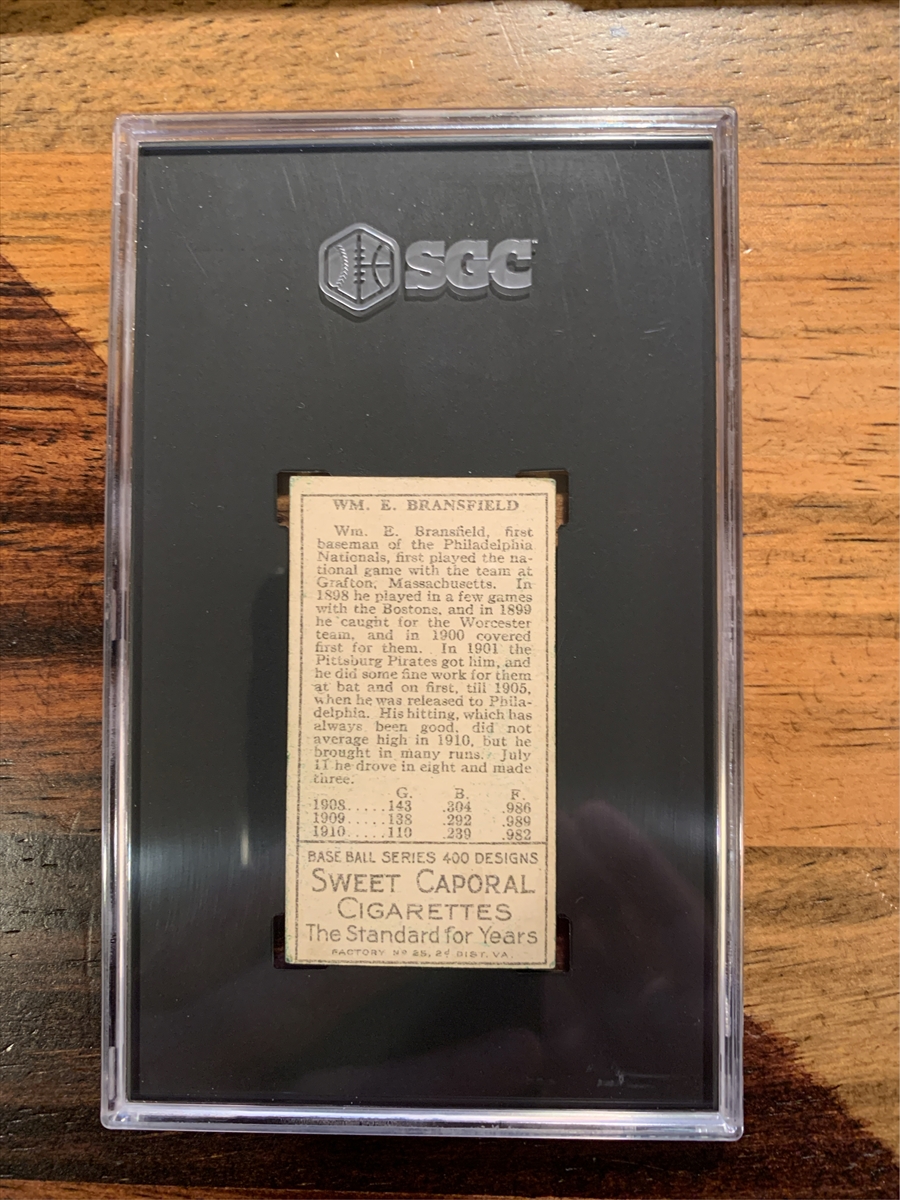 SGC
WM. E. BRANSFIELD
Wm. E. Bransfield, first
baseman of the Philadelphia
Nationals, first played the na-
tional game with the team at
Grafton, Massachusetts. In
1898 he played in a few games
with the Bostons, and in 1899
he caught for the Worcester
team, and in 1900 covered
first for them. In 1901 the
Pittsburg Pirates got him, and
he did some fine work for them
at bat and on first, till 1905,
when he was released to Phila-
delphia. His hitting, which has
always been good, did not
average high in 1910, but he
brought in many runs. July
11 he drove in eight and made
three.
G. B. F.
1908.....143 .304 .986
1909.....138 .292 .989
1910.....110 .239 .982
BASE BALL SERIES 400 DESIGNS
SWEET CAPORAL
CIGARETTES
The Standard for Years
FACTORY Nº 25, 2d DIST. VA.